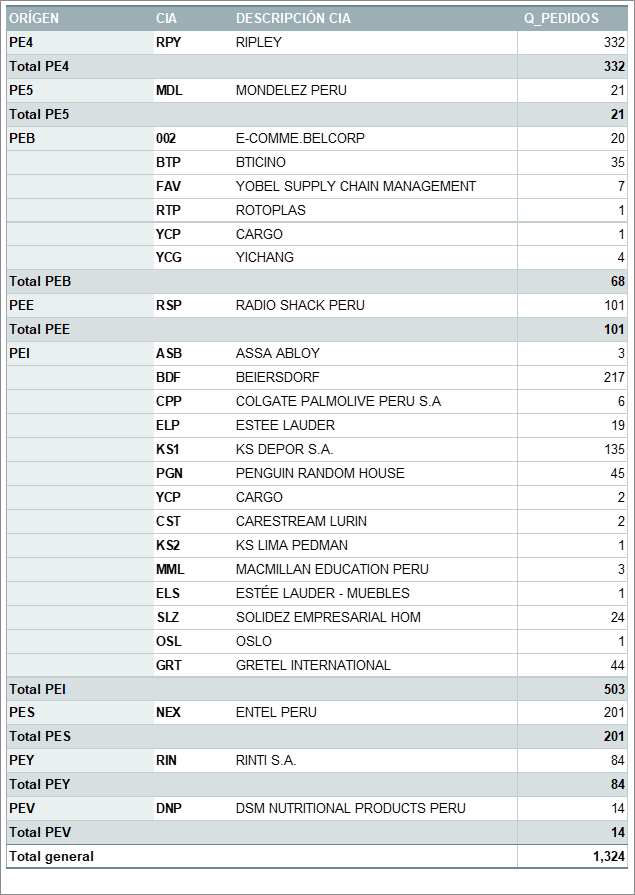 ORÍGEN CIA DESCRIPCIÓN CIA Q_PEDIDOS
PE4 RPY RIPLEY 332
Total PE4 332
PE5 MDL MONDELEZ PERU 21
Total PE5 21
PEB 002 E-COMME.BELCORP 20
BTP BTICINO 35
FAV YOBEL SUPPLY CHAIN MANAGEMENT 7
RTP ROTOPLAS 1
YCP CARGO 1
YCG YICHANG 4
Total PEB 68
PEE RSP RADIO SHACK PERU 101
Total PEE 101
PEI ASB ASSA ABLOY 3
BDF BEIERSDORF 217
CPP COLGATE PALMOLIVE PERU S.A 6
ELP ESTEE LAUDER 19
KS1 KS DEPOR S.A. 135
PGN PENGUIN RANDOM HOUSE 45
YCP CARGO 2
CST CARESTREAM LURIN 2
KS2 KS LIMA PEDMAN 1
MML MACMILLAN EDUCATION PERU 3
ELS ESTÉE LAUDER - MUEBLES 1
SLZ SOLIDEZ EMPRESARIAL HOM 24
OSL OSLO 1
GRT GRETEL INTERNATIONAL 44
Total PEI 503
PES NEX ENTEL PERU 201
Total PES 201
PEY RIN RINTI S.A. 84
Total PEY 84
PEV DNP DSM NUTRITIONAL PRODUCTS PERU 14
Total PEV 14
Total general 1,324